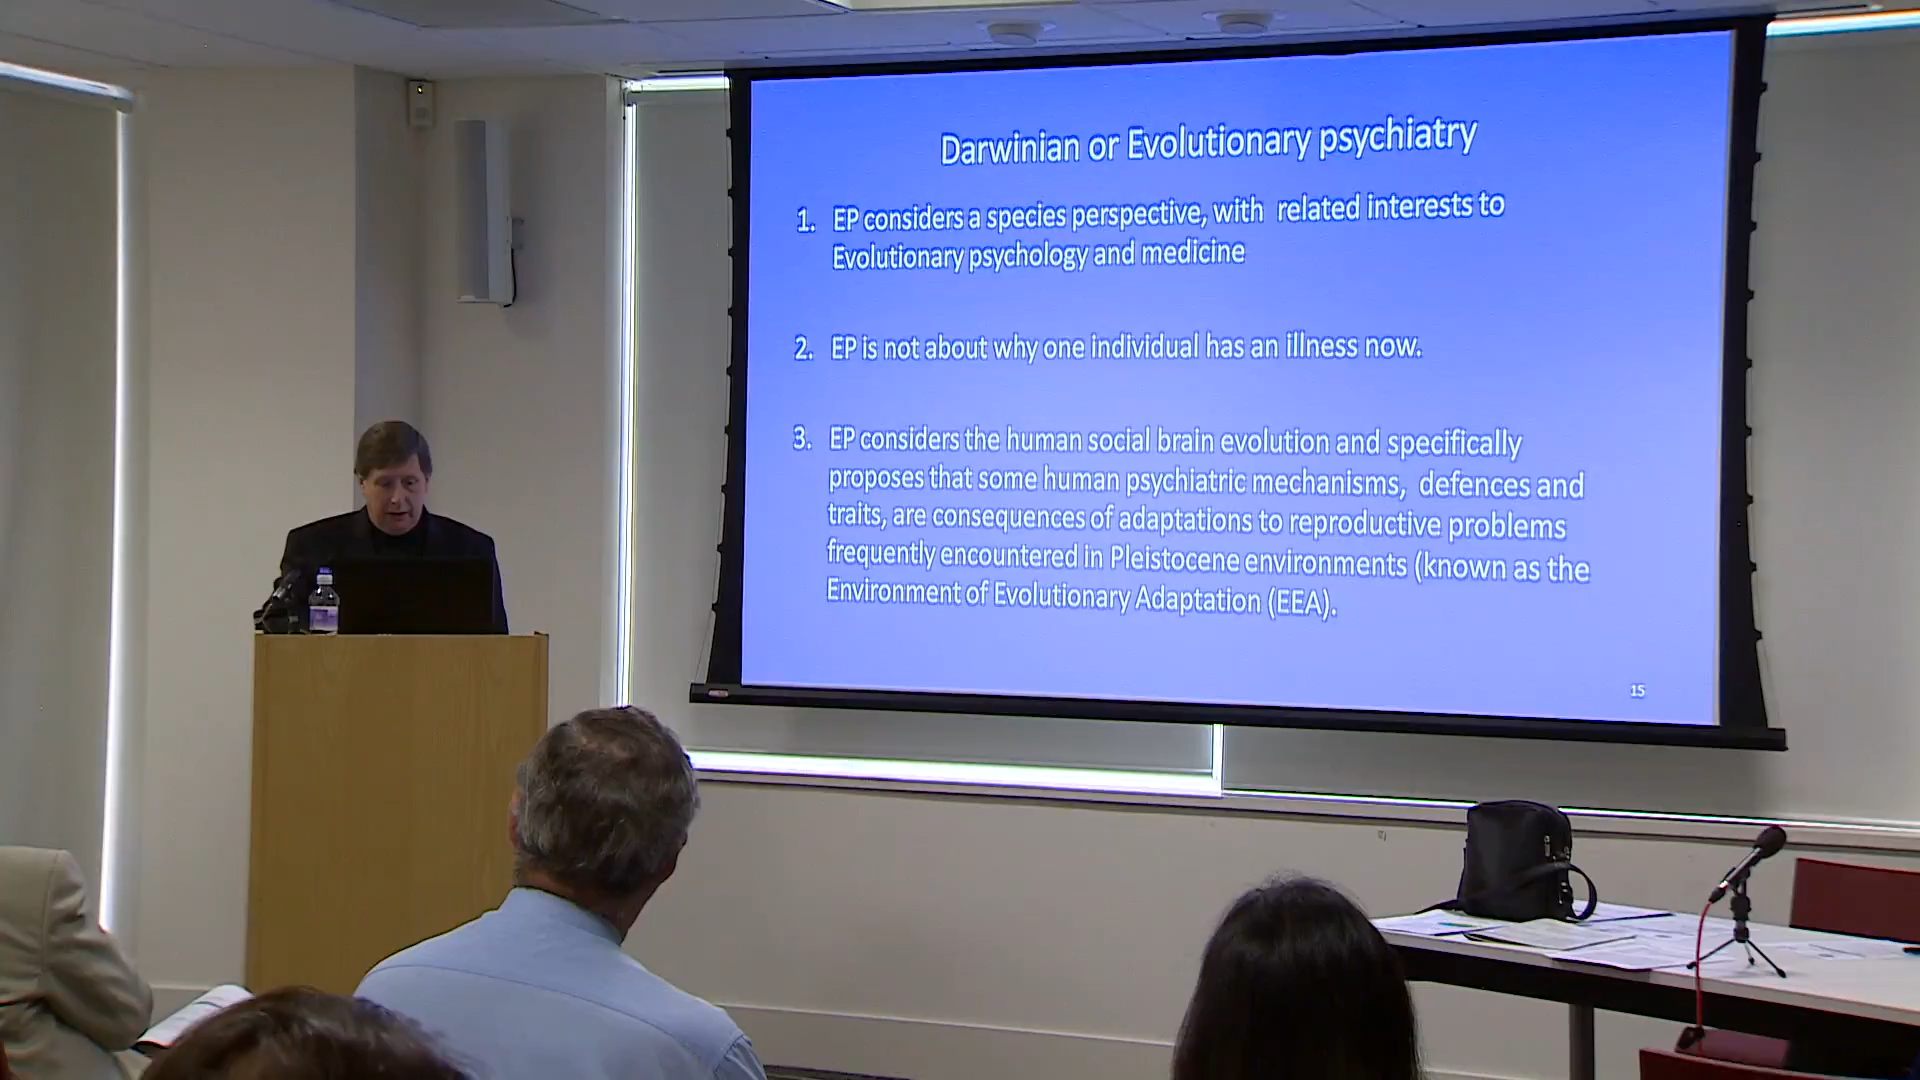 Darwinian or Evolutionary psychiatry
1. EP considers a species perspective, with related interests to
Evolutionary psychology and medicine
2. EP is not about why one individual has an illness now.
3. EP considers the human social brain evolution and specifically
proposes that some human psychiatric mechanisms, defences and
traits, are consequences of adaptations to reproductive problems
frequently encountered in Pleistocene environments (known as the
Environment of Evolutionary Adaptation (EEA).
15